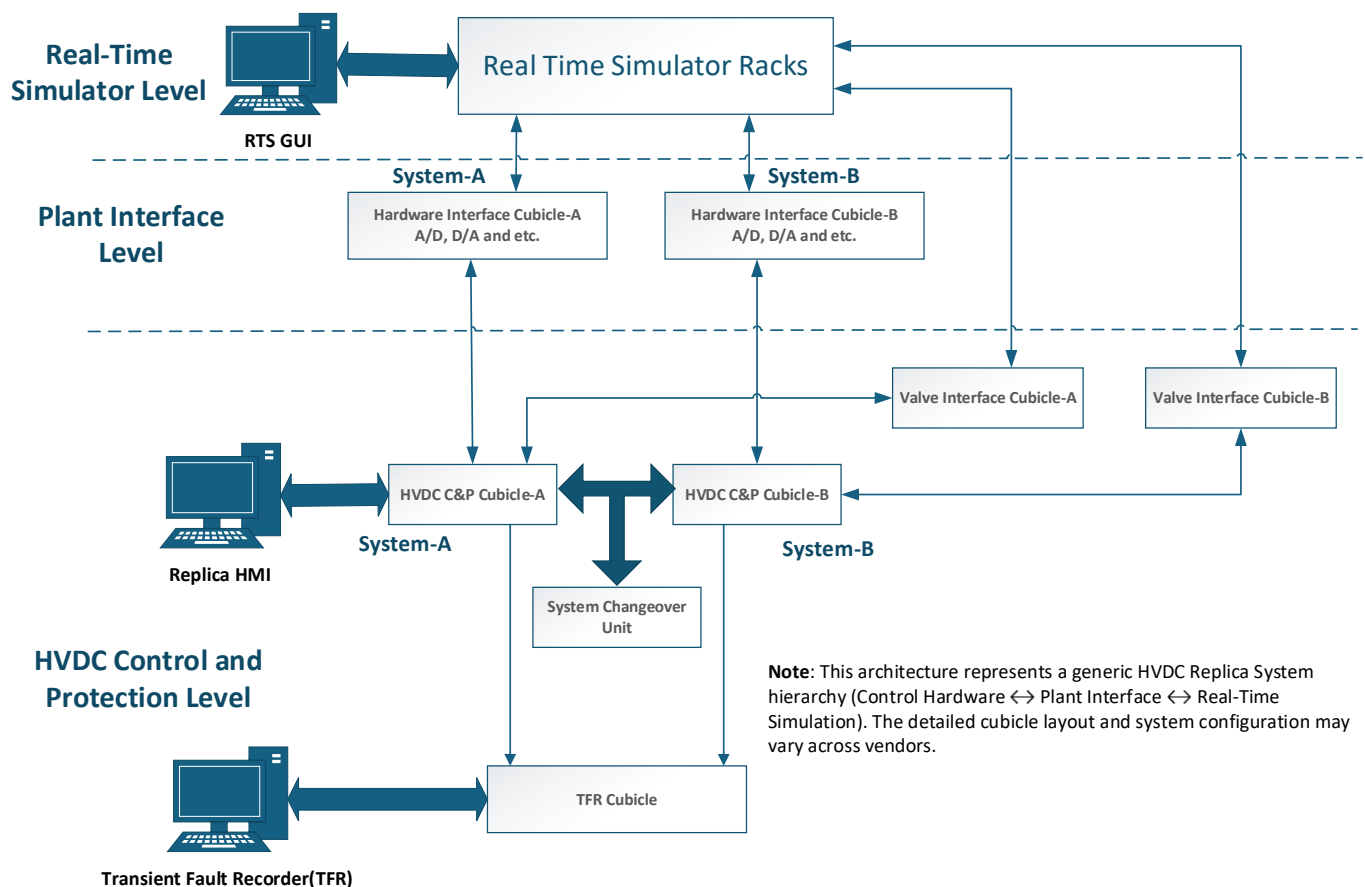 Real-Time
Simulator Level
RTS GUI
Real Time Simulator Racks
System-A
System-B
Plant Interface
Level
Hardware Interface Cubicle-A
A/D, D/A and etc.
Hardware Interface Cubicle-B
A/D, D/A and etc.
Valve Interface Cubicle-A
Valve Interface Cubicle-B
Replica HMI
HVDC C&P Cubicle-A
HVDC C&P Cubicle-B
System-A
System-B
System Changeover
Unit
HVDC Control and
Protection Level
Note: This architecture represents a generic HVDC Replica System
hierarchy (Control Hardware ↔ Plant Interface ↔ Real-Time
Simulation). The detailed cubicle layout and system configuration may
vary across vendors.
TFR Cubicle
Transient Fault Recorder(TFR)